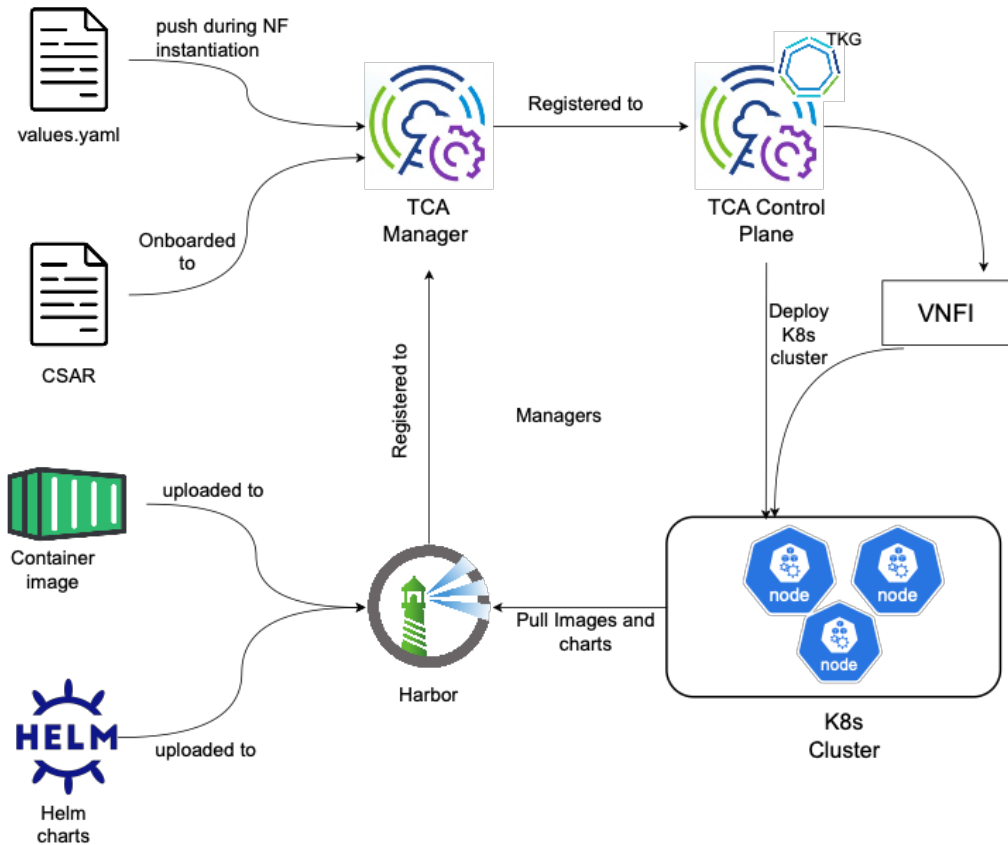 push during NF
instantiation
values.yaml
TKG
Registered to
TCA
Manager
TCA Control
Plane
Onboarded
to
CSAR
VNFI
Deploy
K8s
cluster
Registered to
Managers
uploaded to
Container
image
node
node
node
Pull Images and
charts
Harbor
HELM
uploaded to
K8s
Cluster
Helm
charts